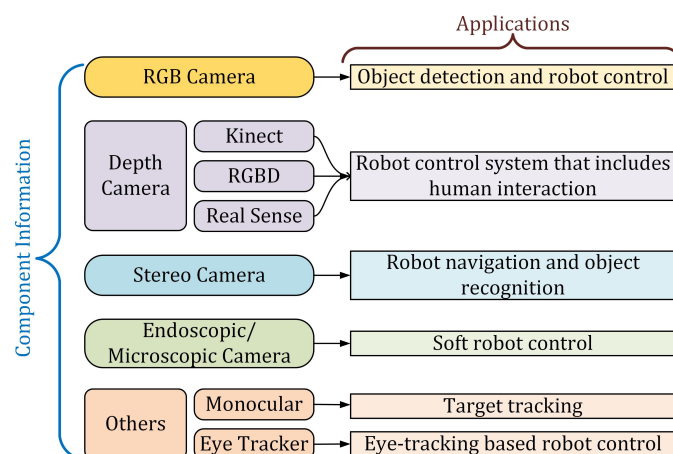 Applications
Component Information
RGB Camera
Object detection and robot control
Depth
Camera
Kinect
RGBD
Real Sense
Robot control system that includes
human interaction
Stereo Camera
Robot navigation and object
recognition
Endoscopic/
Microscopic Camera
Soft robot control
Others
Monocular
Target tracking
Eye Tracker
Eye-tracking based robot control